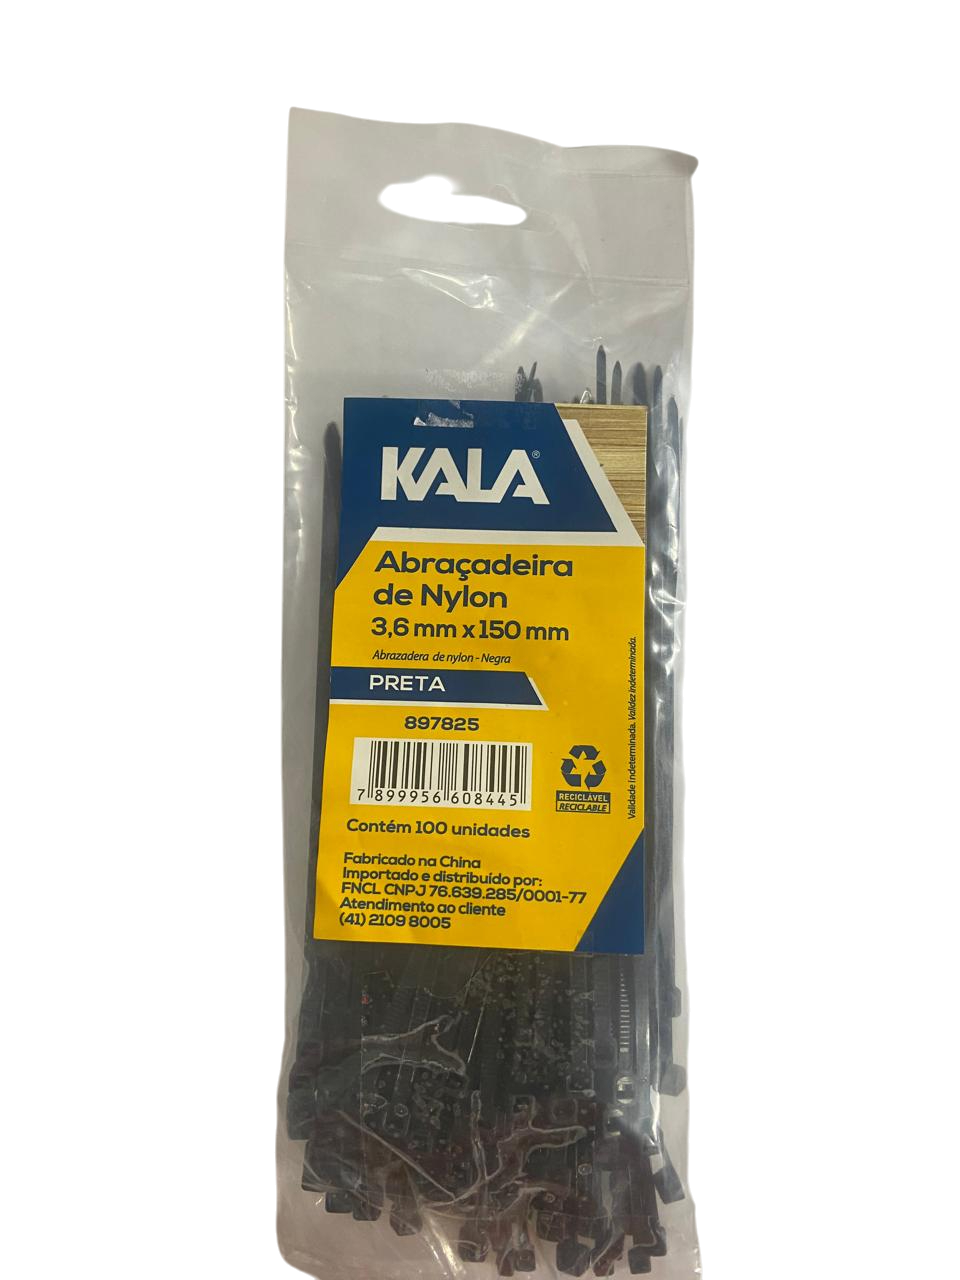 KALA®
Abraçadeira
de Nylon
3,6 mm x 150 mm
Abrazadera de nylon - Negra
PRETA
897825
7 899956 608445
RECICLÁVEL
RECICLABLE
Contém 100 unidades
Fabricado na China
Importado e distribuído por:
FNCL CNPJ 76.639.285/0001-77
Atendimento ao cliente
(41) 2109 8005
Validade indeterminada. Validez indeterminada.